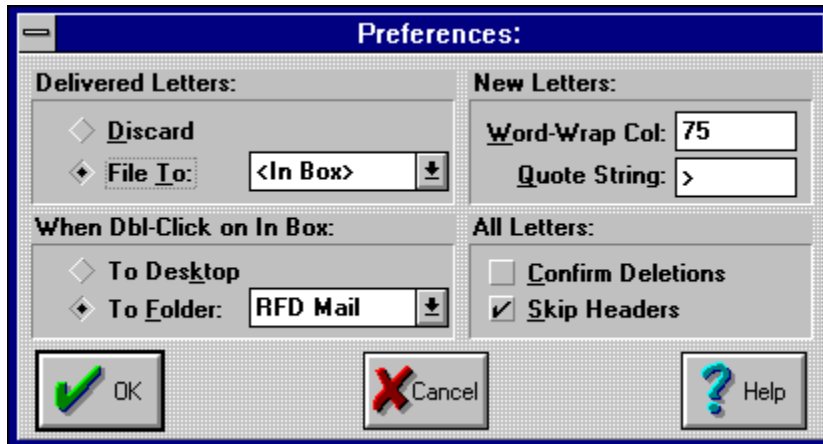 Preferences:
Delivered Letters:
Discard
File To: <In Box>
New Letters:
Word-Wrap Col: 75
Quote String: >
When Dbl-Click on In Box:
To Desktop
To Folder: RFD Mail
All Letters:
Confirm Deletions
Skip Headers
OK Cancel Help